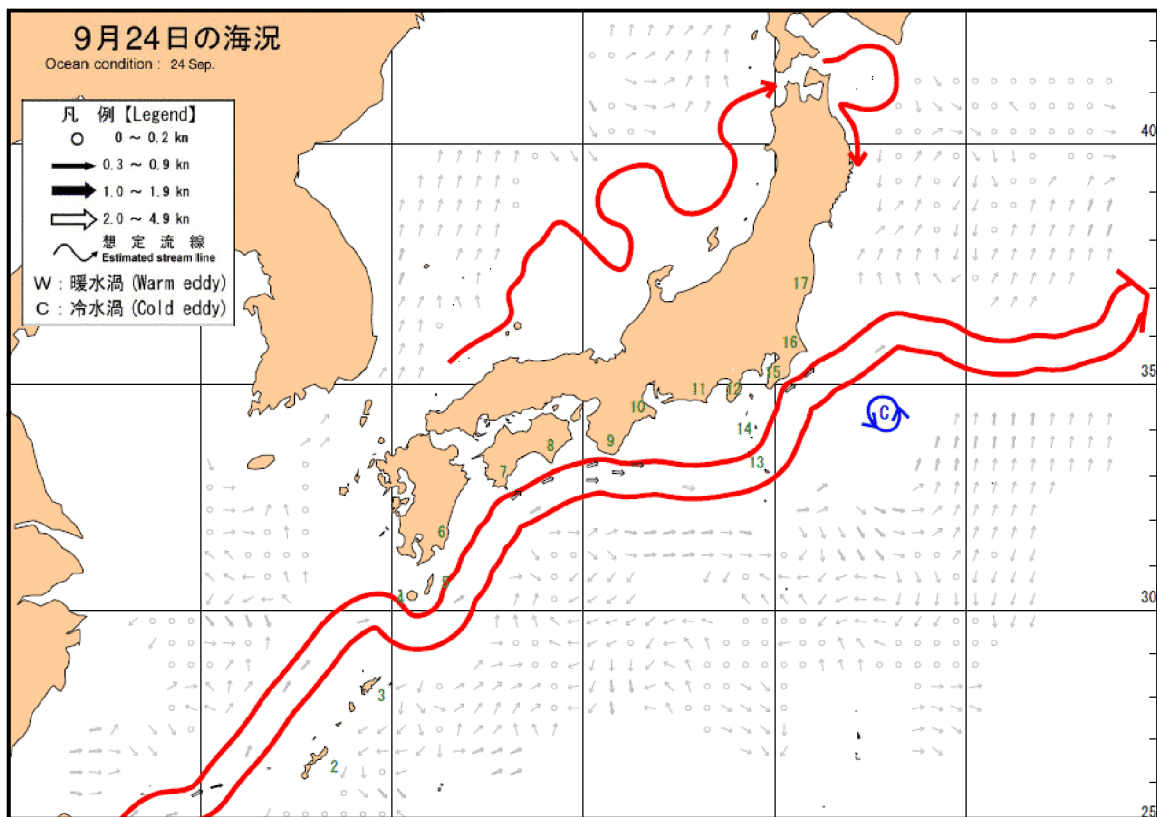 9月24日の海況
Ocean condition : 24 Sep.
凡 例【Legend】
0 ～ 0.2 kn
0.3 ～ 0.9 kn
1.0 ～ 1.9 kn
2.0 ～ 4.9 kn
想 定 流 線
Estimated stream line
W : 暖水渦 (Warm eddy)
C : 冷水渦 (Cold eddy)
40
17
16
35
15
12
11
10
C
14
9
8
13
7
6
5
4
30
3
2
25